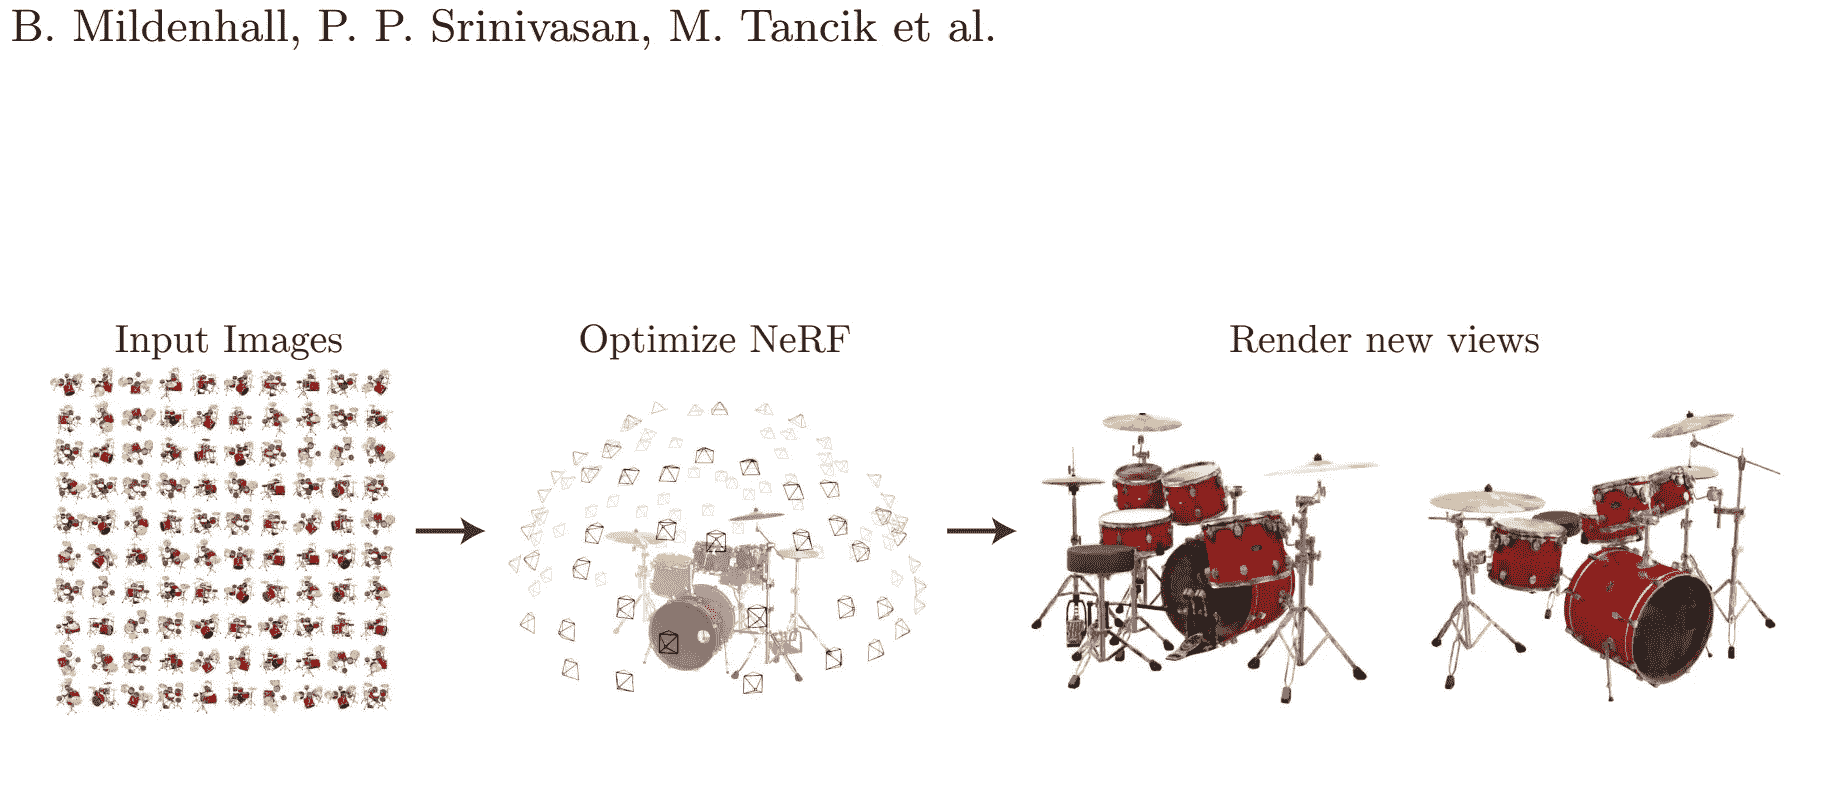 B. Mildenhall, P. P. Srinivasan, M. Tancik et al.
Input Images
Optimize NeRF
Render new views